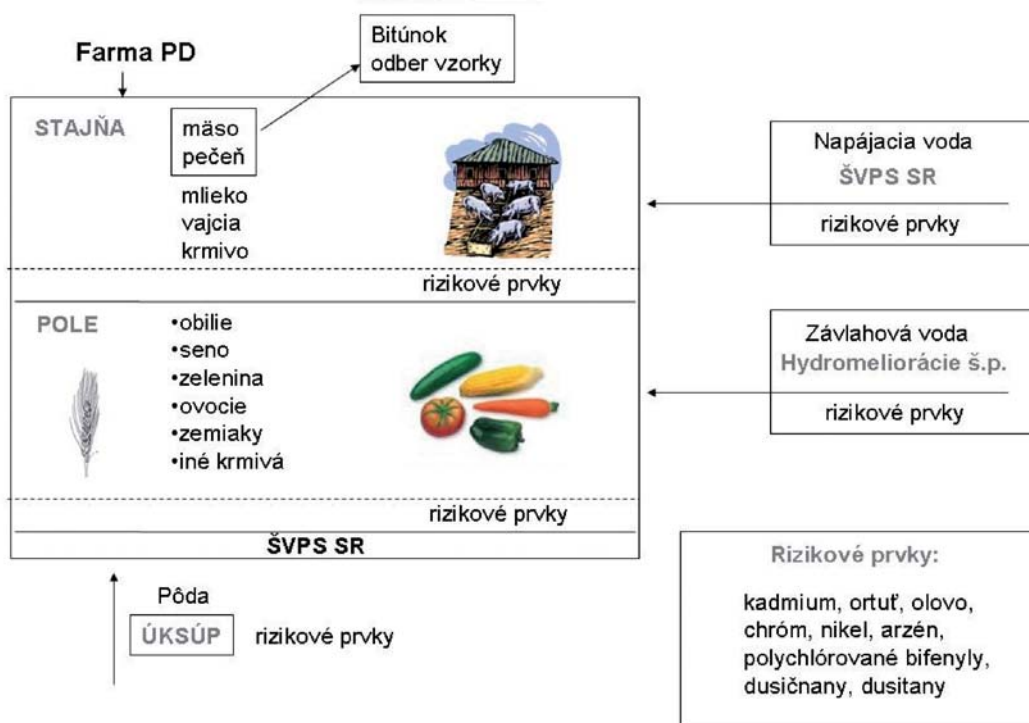 Bitúnok
odber vzorky
Farma PD
STAJŇA
mäso
pečeň
mlieko
vajcia
krmivo
rizikové prvky
Napájacia voda
ŠVPS SR
rizikové prvky
POLE
•obilie
•seno
•zelenina
•ovocie
•zemiaky
•iné krmivá
rizikové prvky
Závlahová voda
Hydromeliorácie š.p.
rizikové prvky
ŠVPS SR
Pôda
ÚKSÚP
rizikové prvky
Rizikové prvky:
kadmium, ortuť, olovo,
chróm, nikel, arzén,
polychlórované bifenyly,
dusičnany, dusitany